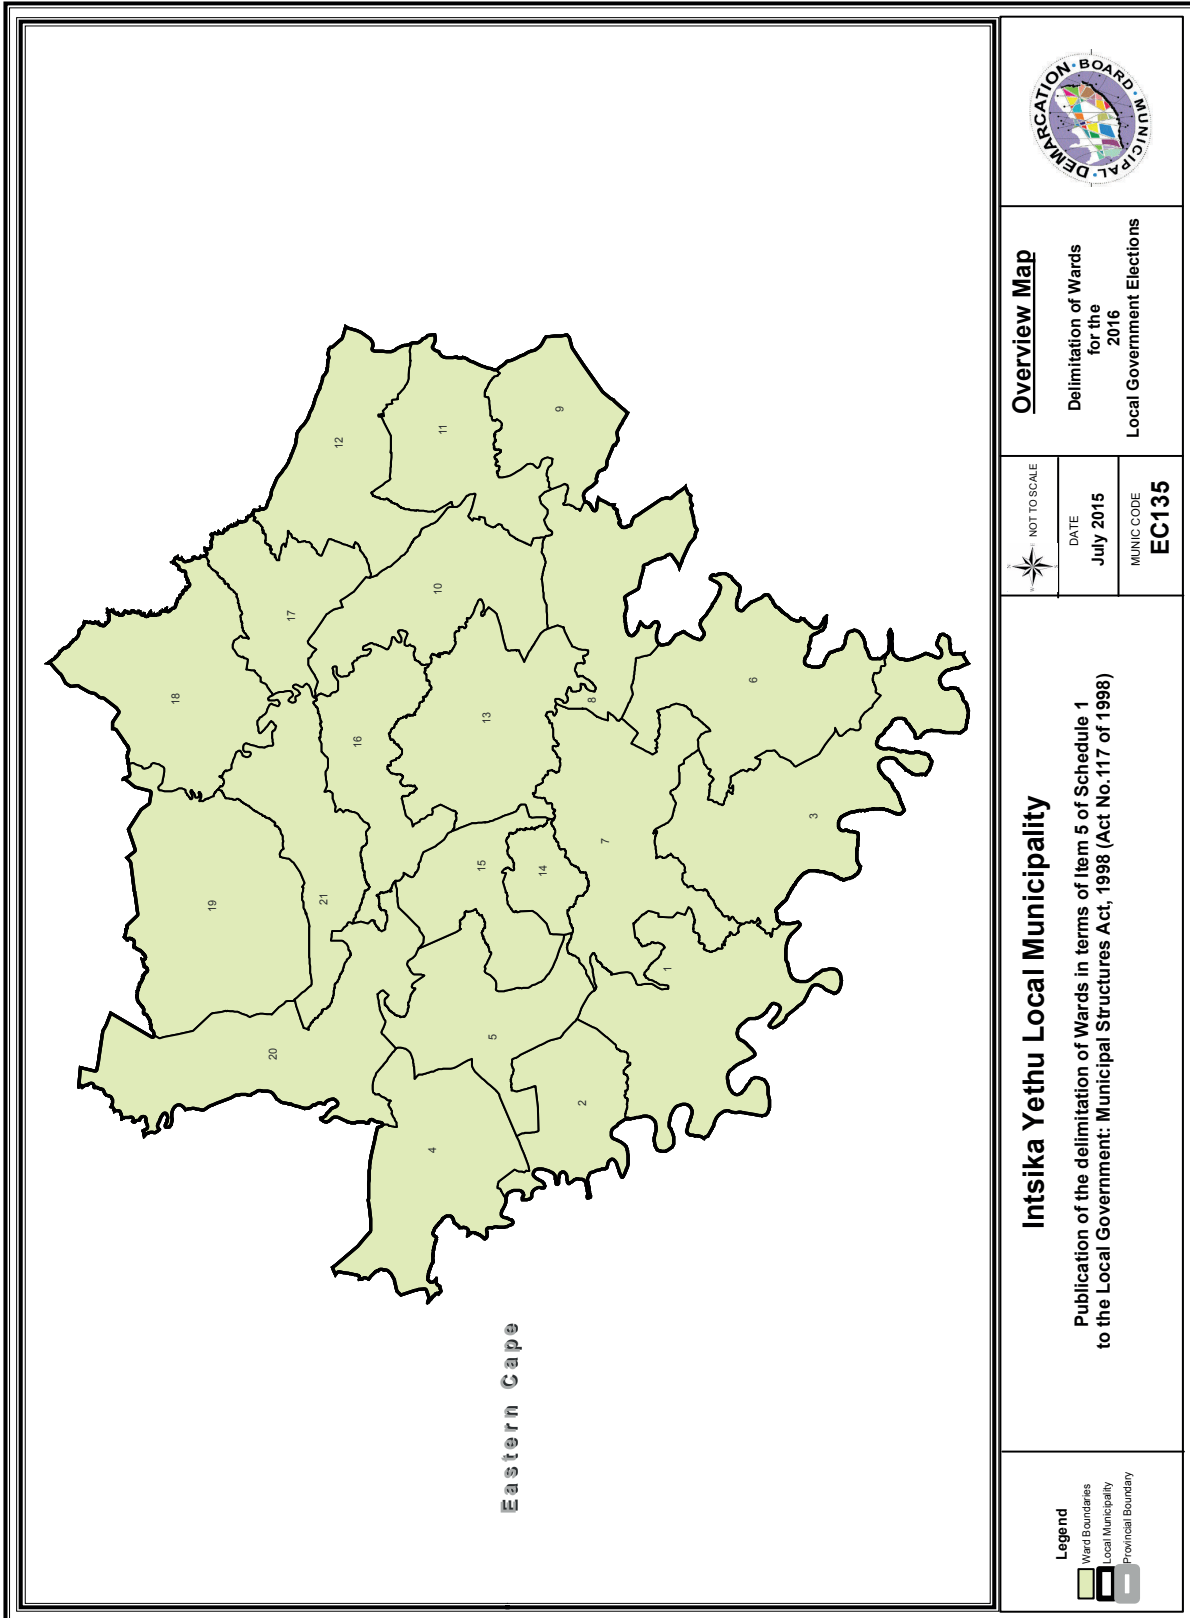 Eastern Cape
20
19
18
21
17
12
16
4
10
11
5
15
13
14
9
2
8
7
1
6
3
Legend
Ward Boundaries
Local Municipality
Provincial Boundary
Intsika Yethu Local Municipality
Publication of the delimitation of Wards in terms of Item 5 of Schedule 1
to the Local Government: Municipal Structures Act, 1998 (Act No.117 of 1998)
NOT TO SCALE
DATE
July 2015
MUNIC CODE
EC135
Overview Map
Delimitation of Wards
for the
2016
Local Government Elections
MUNICIPAL · DEMARCATION · BOARD ·